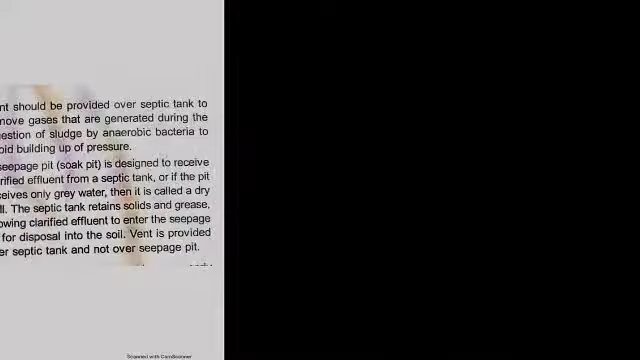 nt should be provided over septic tank to
move gases that are generated during the
estion of sludge by anaerobic bacteria to
oid building up of pressure.
seepage pit (soak pit) is designed to receive
rified effluent from a septic tank, or if the pit
ceives only grey water, then it is called a dry
ll. The septic tank retains solids and grease,
owing clarified effluent to enter the seepage
for disposal into the soil. Vent is provided
er septic tank and not over seepage pit.
Scanned with CamScanner